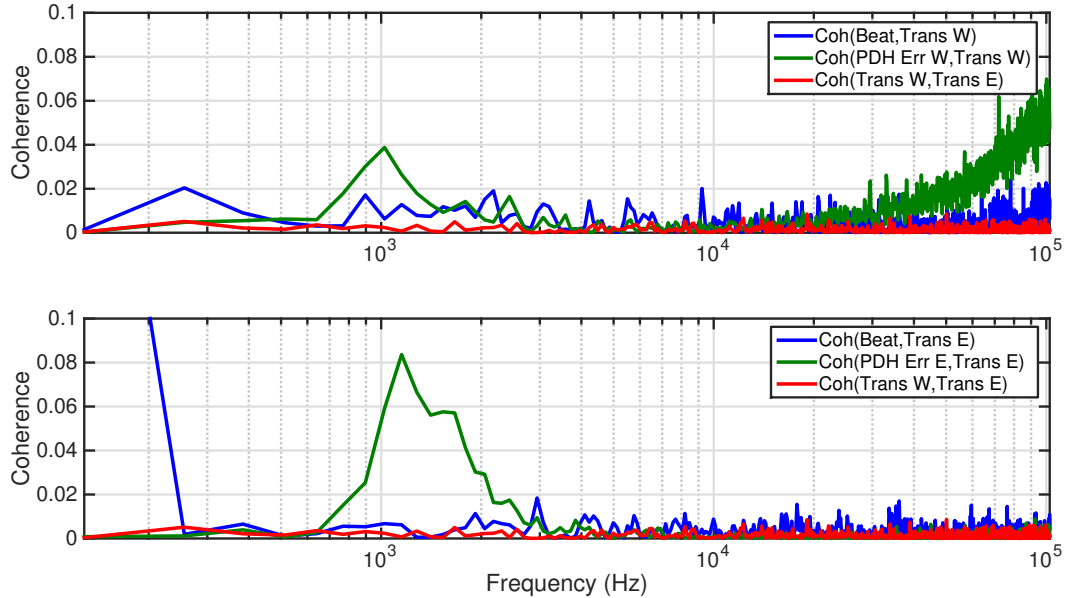 0.1
0.08
0.06
0.04
0.02
0
Coherence
Coh(Beat,Trans W)
Coh(PDH Err W,Trans W)
Coh(Trans W,Trans E)
10^3
10^4
10^5
0.1
0.08
0.06
0.04
0.02
0
Coherence
Coh(Beat,Trans E)
Coh(PDH Err E,Trans E)
Coh(Trans W,Trans E)
10^3
10^4
10^5
Frequency (Hz)